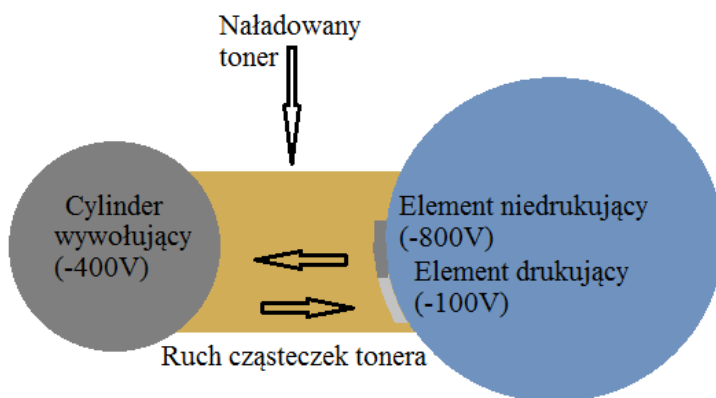 Naładowany
toner
Cylinder
wywołujący
(-400V)
Element niedrukujący
(-800V)
Element drukujący
(-100V)
Ruch cząsteczek tonera